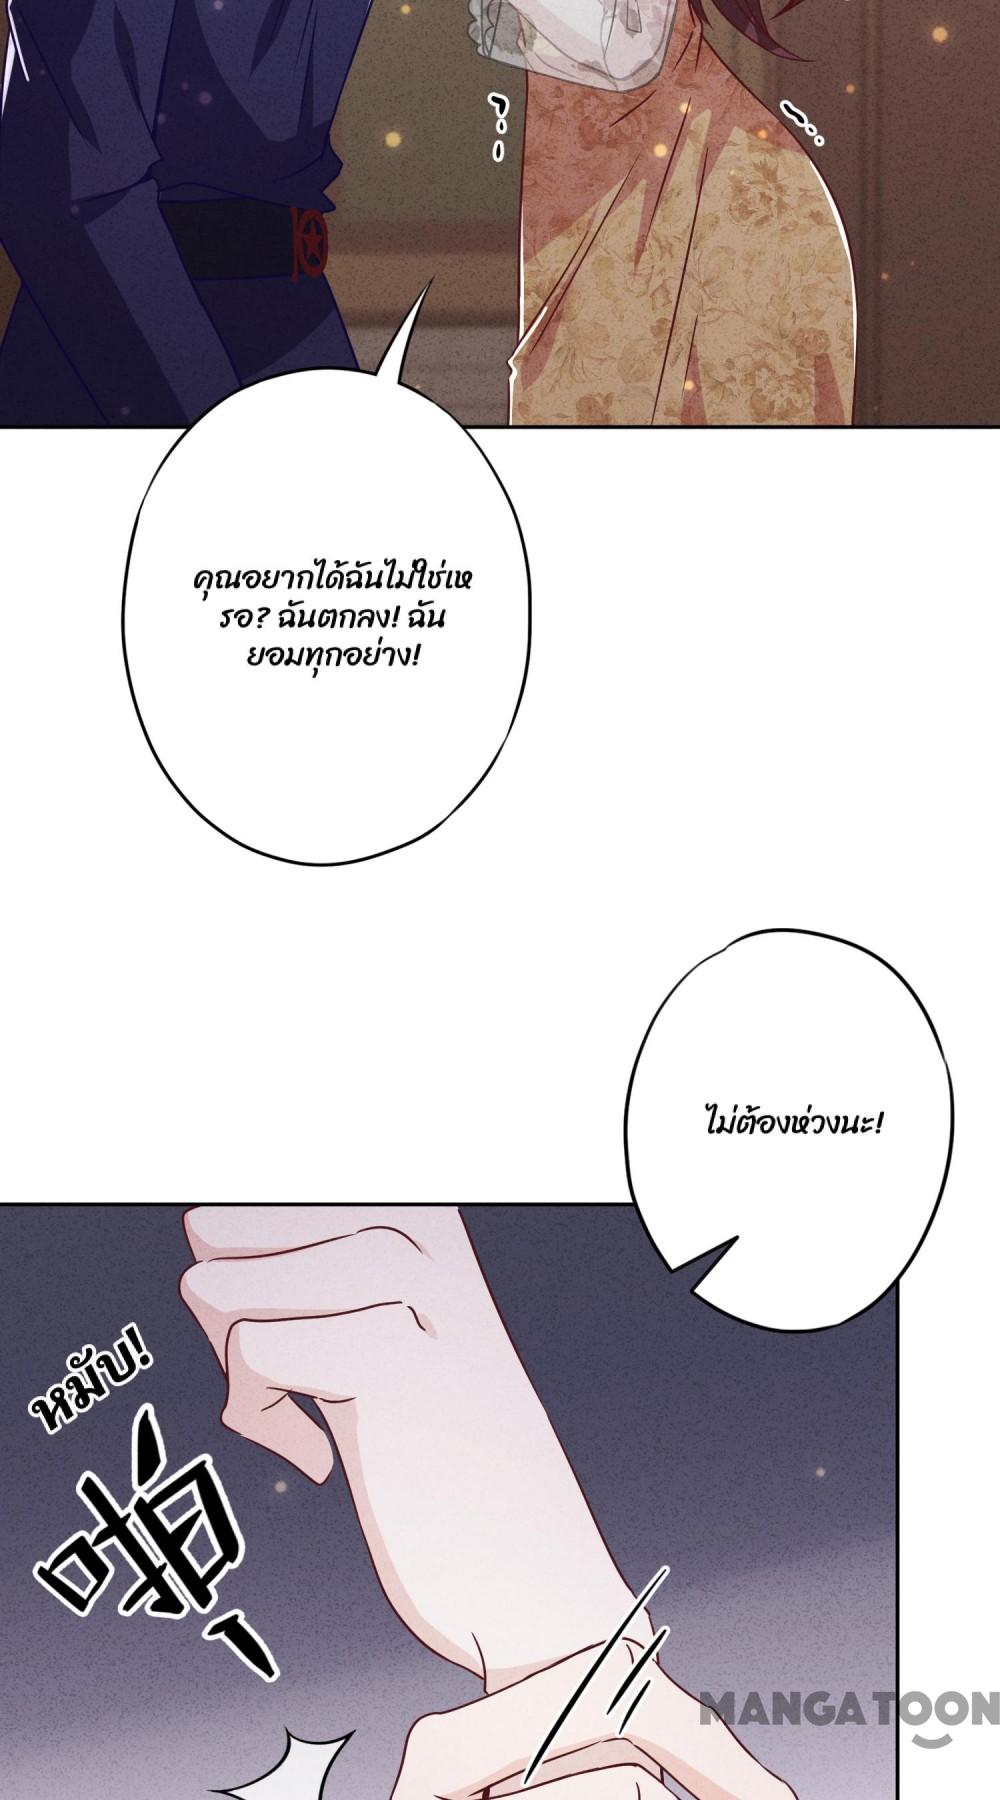 คุณอยากได้ฉันไม่ใช่เห
รอ? ฉันตกลง! ฉัน
ยอมทุกอย่าง!
ไม่ต้องห่วงนะ!
หมับ!
啪!
MANGATOON